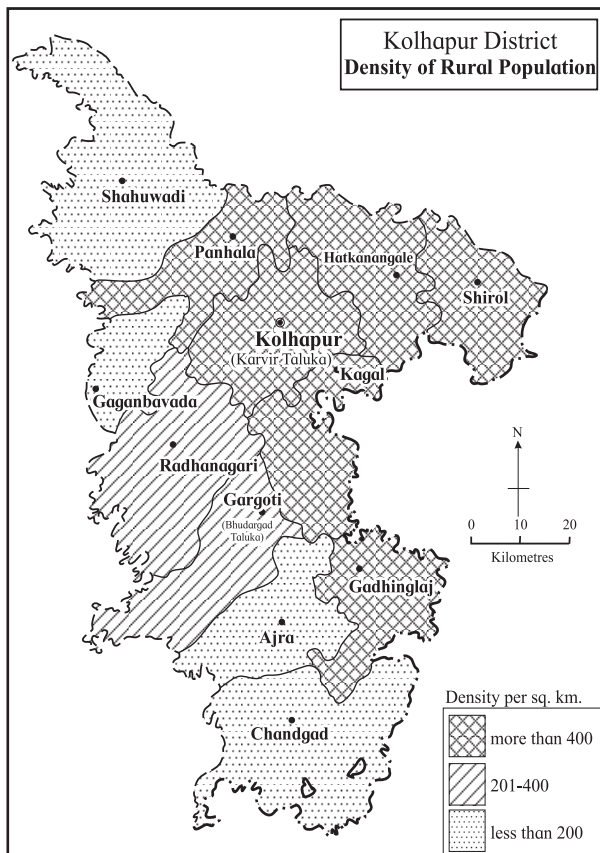 Kolhapur District
Density of Rural Population
Shahuwadi
Panhala
Hatkanangale
Shirol
Kolhapur
(Karvir Taluka)
Kagal
Gaganbavada
Radhanagari
Gargoti
(Bhudargad
Taluka)
N
0 10 20
Kilometres
Gadhinglaj
Ajra
Chandgad
Density per sq. km.
more than 400
201-400
less than 200